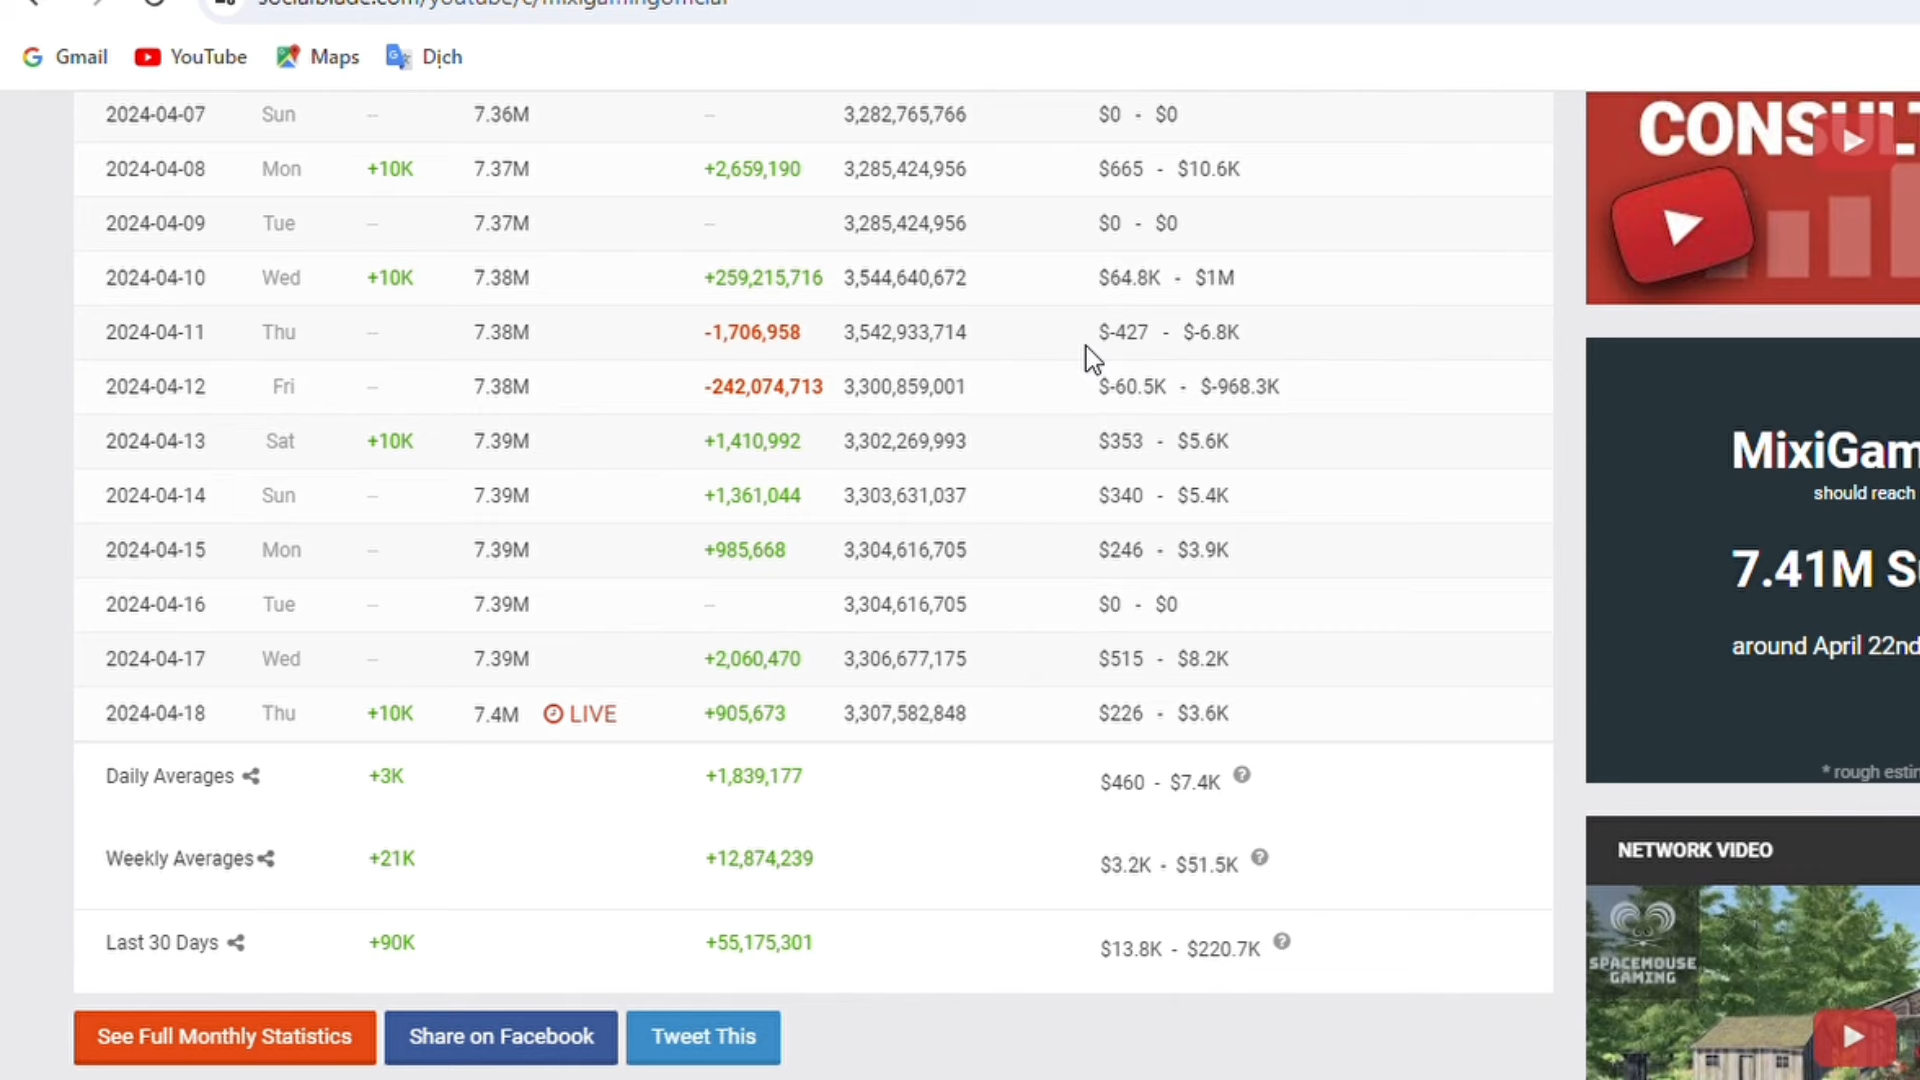 socialblade.com/youtube/c/mixigamingofficial
Gmail YouTube Maps Dịch
2024-04-07 Sun -- 7.36M -- 3,282,765,766 $0 - $0
2024-04-08 Mon +10K 7.37M +2,659,190 3,285,424,956 $665 - $10.6K
2024-04-09 Tue -- 7.37M -- 3,285,424,956 $0 - $0
2024-04-10 Wed +10K 7.38M +259,215,716 3,544,640,672 $64.8K - $1M
2024-04-11 Thu -- 7.38M -1,706,958 3,542,933,714 $-427 - $-6.8K
2024-04-12 Fri -- 7.38M -242,074,713 3,300,859,001 $-60.5K - $-968.3K
2024-04-13 Sat +10K 7.39M +1,410,992 3,302,269,993 $353 - $5.6K
2024-04-14 Sun -- 7.39M +1,361,044 3,303,631,037 $340 - $5.4K
2024-04-15 Mon -- 7.39M +985,668 3,304,616,705 $246 - $3.9K
2024-04-16 Tue -- 7.39M -- 3,304,616,705 $0 - $0
2024-04-17 Wed -- 7.39M +2,060,470 3,306,677,175 $515 - $8.2K
2024-04-18 Thu +10K 7.4M LIVE +905,673 3,307,582,848 $226 - $3.6K
Daily Averages +3K +1,839,177 $460 - $7.4K ?
Weekly Averages +21K +12,874,239 $3.2K - $51.5K ?
Last 30 Days +90K +55,175,301 $13.8K - $220.7K ?
See Full Monthly Statistics Share on Facebook Tweet This
CONSULT
MixiGam
should reach
7.41M S
around April 22nd
* rough esti
NETWORK VIDEO
SPACEMOUSE
GAMING